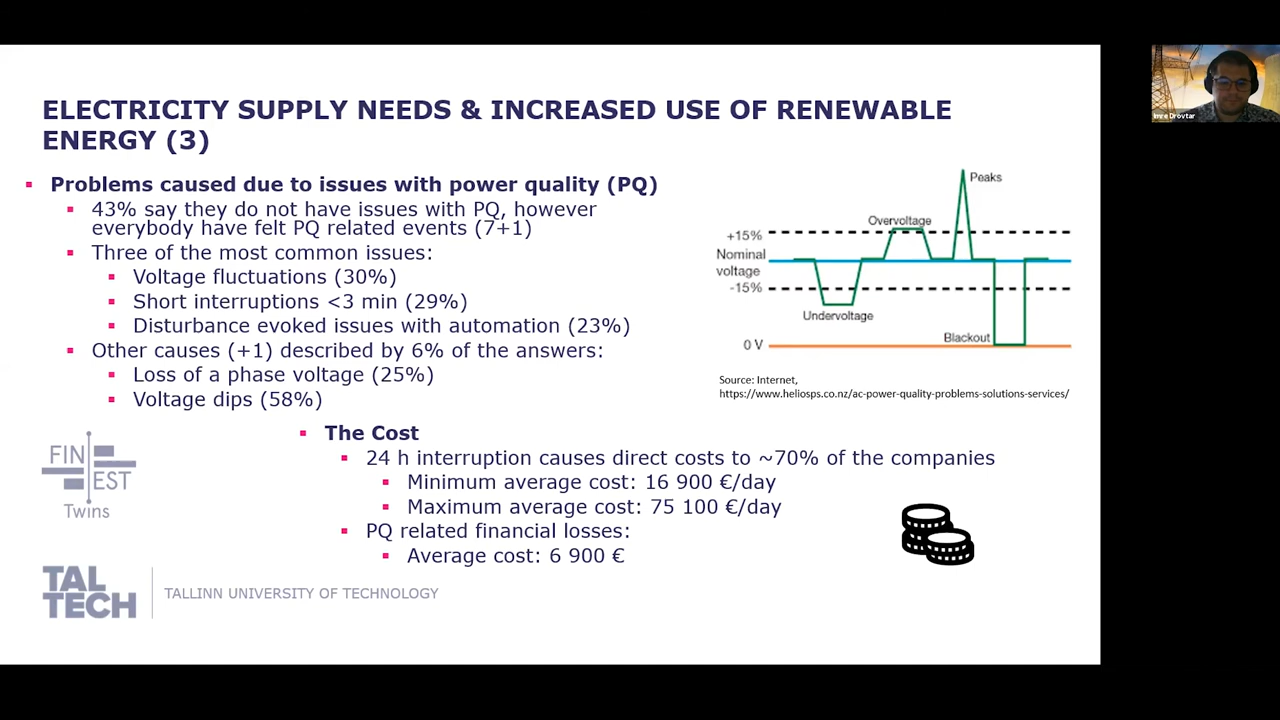 ELECTRICITY SUPPLY NEEDS & INCREASED USE OF RENEWABLE
ENERGY (3)
Problems caused due to issues with power quality (PQ)
43% say they do not have issues with PQ, however
everybody have felt PQ related events (7+1)
Three of the most common issues:
Voltage fluctuations (30%)
Short interruptions <3 min (29%)
Disturbance evoked issues with automation (23%)
Other causes (+1) described by 6% of the answers:
Loss of a phase voltage (25%)
Voltage dips (58%)
Peaks
Overvoltage
+15%
Nominal
voltage
-15%
Undervoltage
Blackout
0 V
Source: Internet,
https://www.heliosps.co.nz/ac-power-quality-problems-solutions-services/
The Cost
24 h interruption causes direct costs to ~70% of the companies
Minimum average cost: 16 900 €/day
Maximum average cost: 75 100 €/day
PQ related financial losses:
Average cost: 6 900 €
FIN
EST
Twins
TAL
TECH
TALLINN UNIVERSITY OF TECHNOLOGY
Imre Drovtar